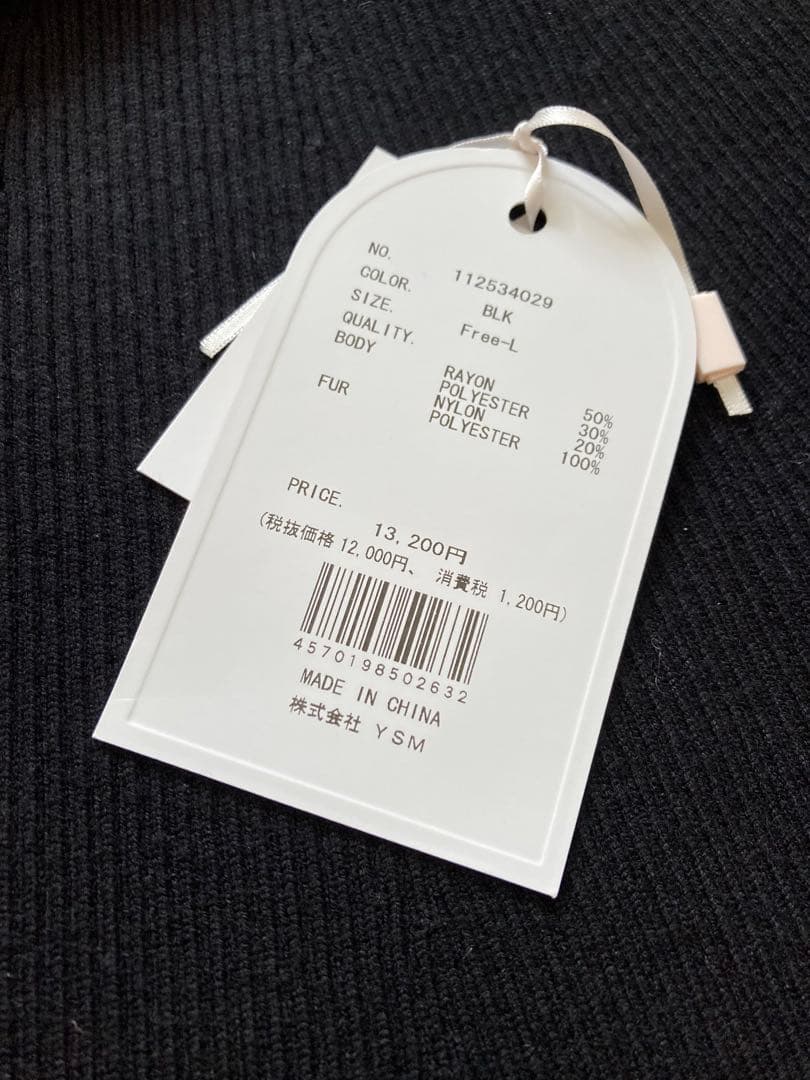 NO. 112534029
COLOR. BLK
SIZE. Free-L
QUALITY.
BODY RAYON 50%
POLYESTER 30%
NYLON 20%
FUR POLYESTER 100%
PRICE. 13,200円
(税抜価格 12,000円、 消費税 1,200円)
4570198502632
MADE IN CHINA
株式会社 YSM